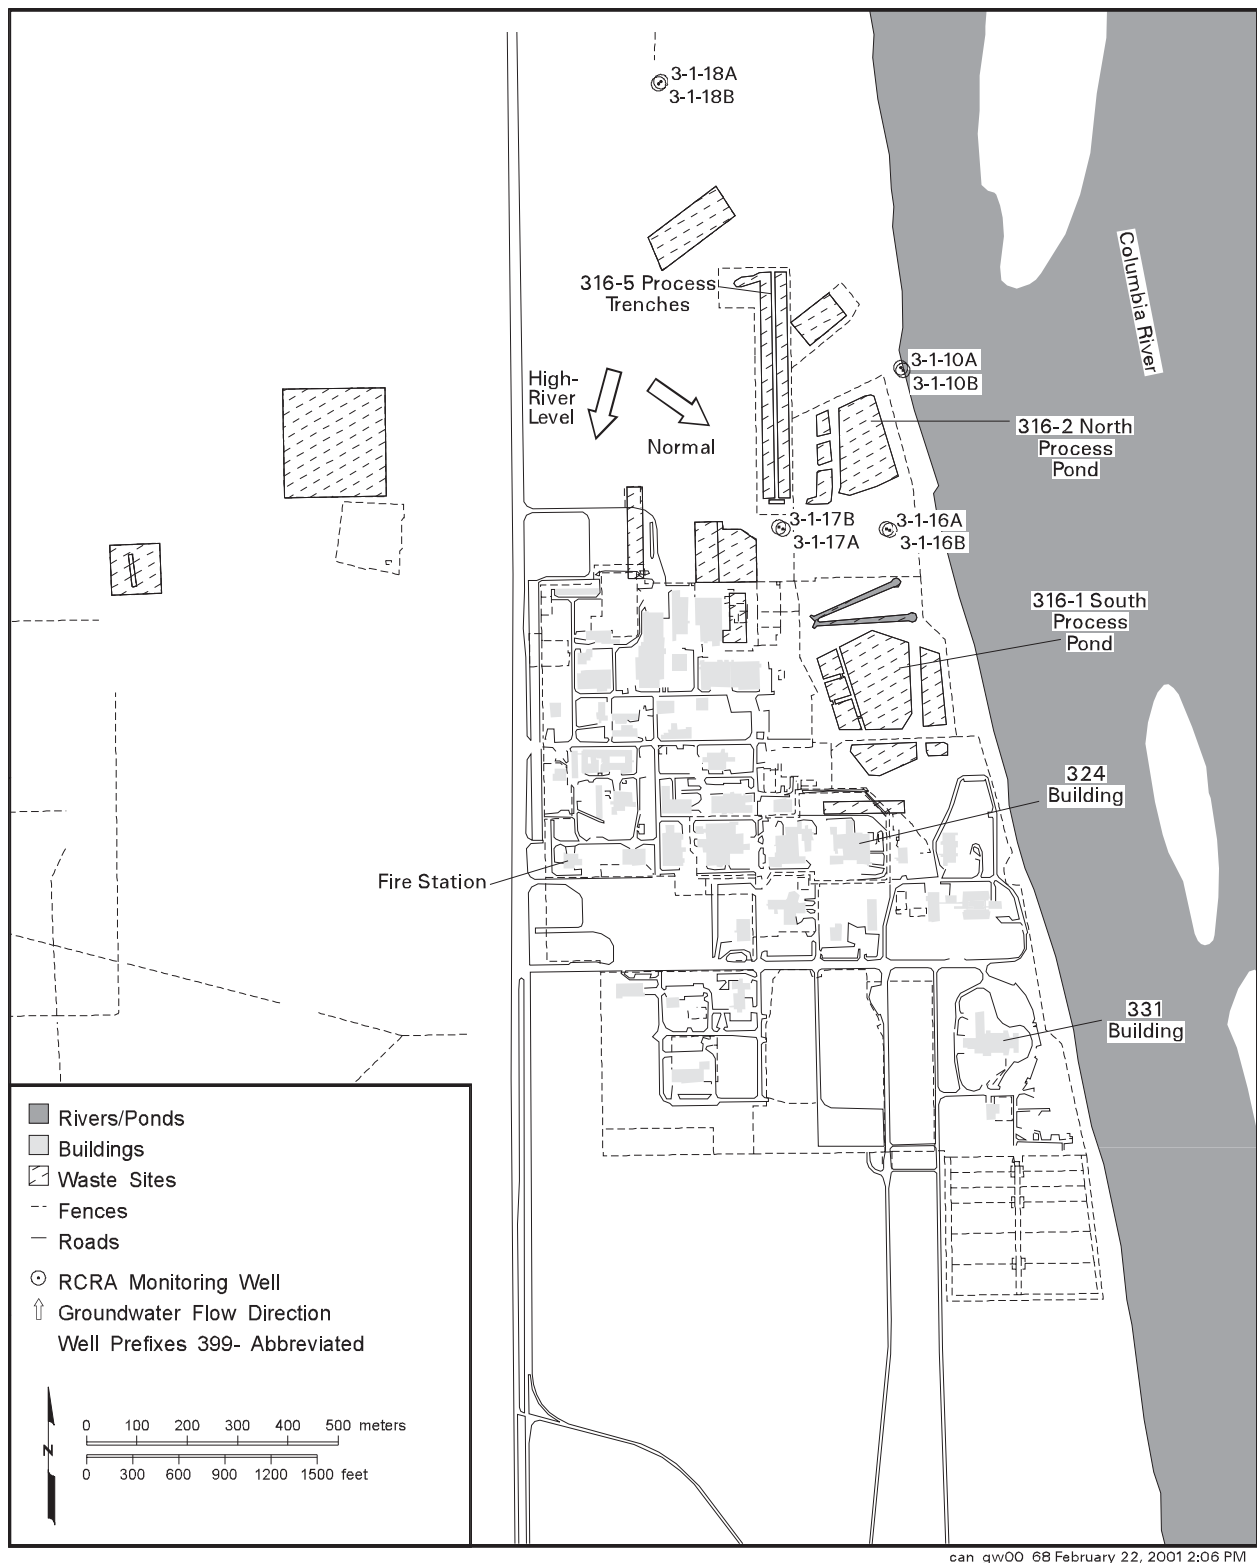 3-1-18A
3-1-18B
316-5 Process
Trenches
Columbia River
3-1-10A
3-1-10B
High-
River
Level
Normal
316-2 North
Process
Pond
3-1-17B
3-1-17A
3-1-16A
3-1-16B
316-1 South
Process
Pond
324
Building
Fire Station
331
Building
Rivers/Ponds
Buildings
Waste Sites
Fences
Roads
RCRA Monitoring Well
Groundwater Flow Direction
Well Prefixes 399- Abbreviated
N
0 100 200 300 400 500 meters
0 300 600 900 1200 1500 feet
can_gw00_68 February 22, 2001 2:06 PM